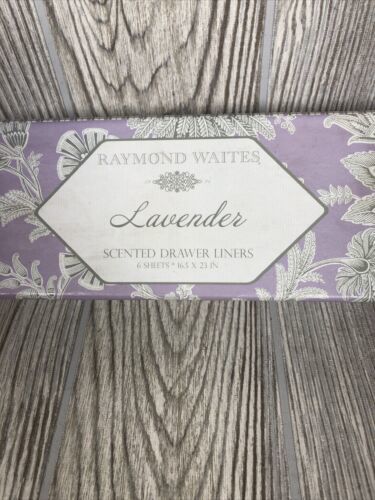 RAYMOND WAITES
Lavender
SCENTED DRAWER LINERS
6 SHEETS * 16.5 X 23 IN